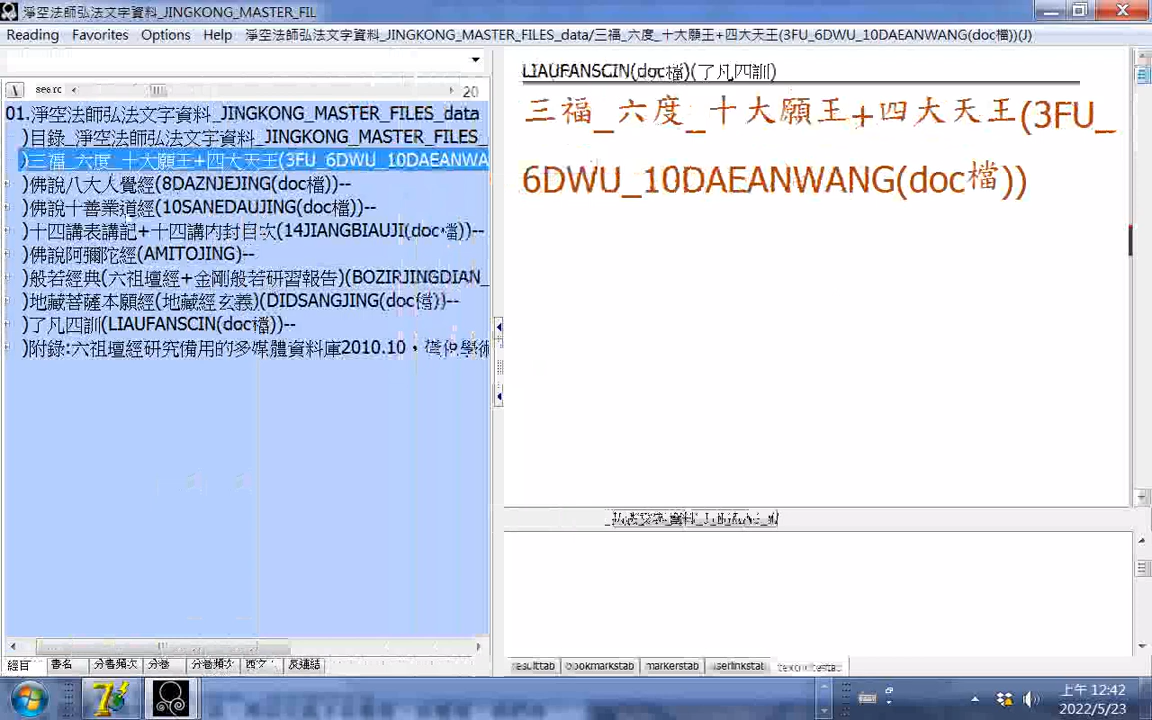 淨空法師弘法文字資料_JINGKONG_MASTER_FIL
Reading Favorites Options Help 淨空法師弘法文字資料_JINGKONG_MASTER_FILES_data/三福_六度_十大願王+四大天王(3FU_6DWU_10DAEANWANG(doc檔))(J)
20
01.淨空法師弘法文字資料_JINGKONG_MASTER_FILES_data
)目錄_淨空法師弘法文字資料_JINGKONG_MASTER_FILES_
)三福_六度_十大願王+四大天王(3FU_6DWU_10DAEANWA
)佛說八大人覺經(8DAZNJEJING(doc檔))--
)佛說十善業道經(10SANEDAUJING(doc檔))--
)十四講表講記+十四講內封目次(14JIANGBIAUJI(doc檔))--
)佛說阿彌陀經(AMITOJING)--
)般若經典(六祖壇經+金剛般若研習報告)(BOZIRJINGDIAN_
)地藏菩薩本願經(地藏經玄義)(DIDSANGJING(doc檔))--
)了凡四訓(LIAUFANSCIN(doc檔))--
)附錄:六祖壇經研究備用的多媒體資料庫2010.10、
經目 書名 分書頻次 分卷 分卷頻次 反連結
LIAUFANSCIN(doc檔)(了凡四訓)
三福_六度_十大願王+四大天王(3FU_
6DWU_10DAEANWANG(doc檔))
bookmarkstab markerstab
上午 12:42
2022/5/23